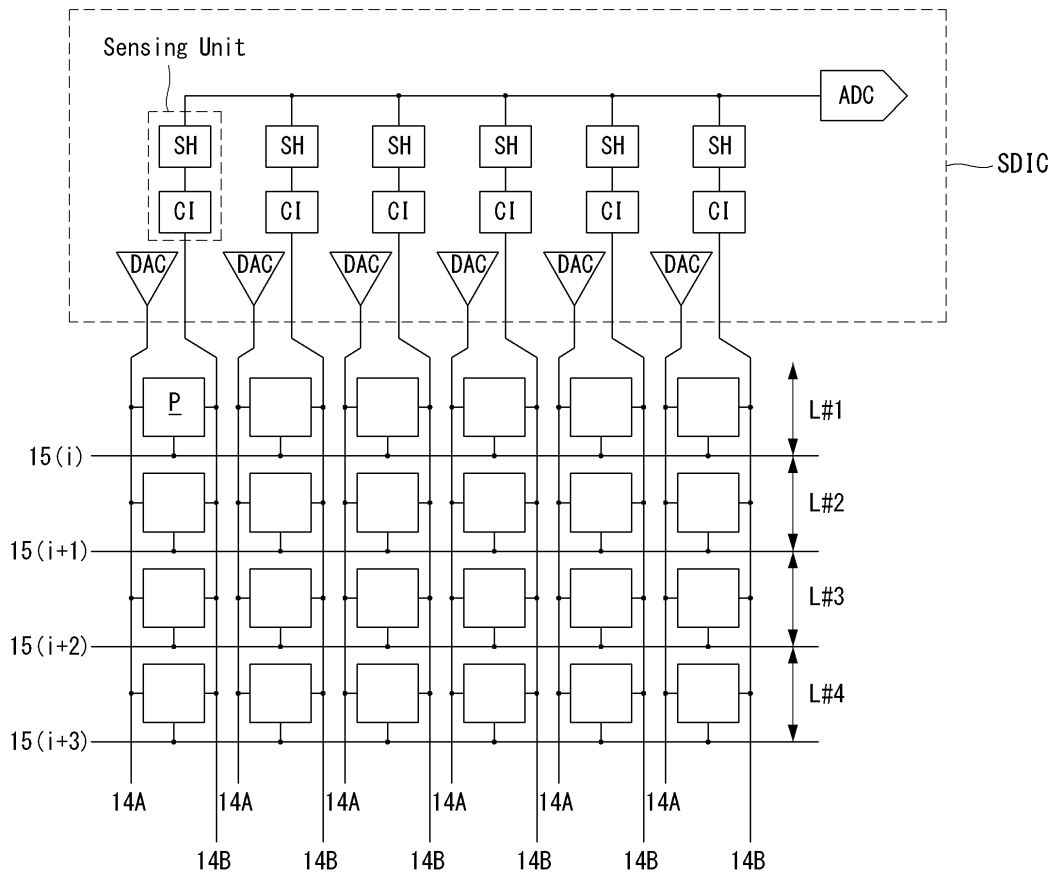 Sensing Unit
ADC
SH SH SH SH SH SH
SDIC
CI CI CI CI CI CI
DAC DAC DAC DAC DAC DAC
P
L#1
15(i)
L#2
15(i+1)
L#3
15(i+2)
L#4
15(i+3)
14A 14A 14A 14A 14A 14A
14B 14B 14B 14B 14B 14B